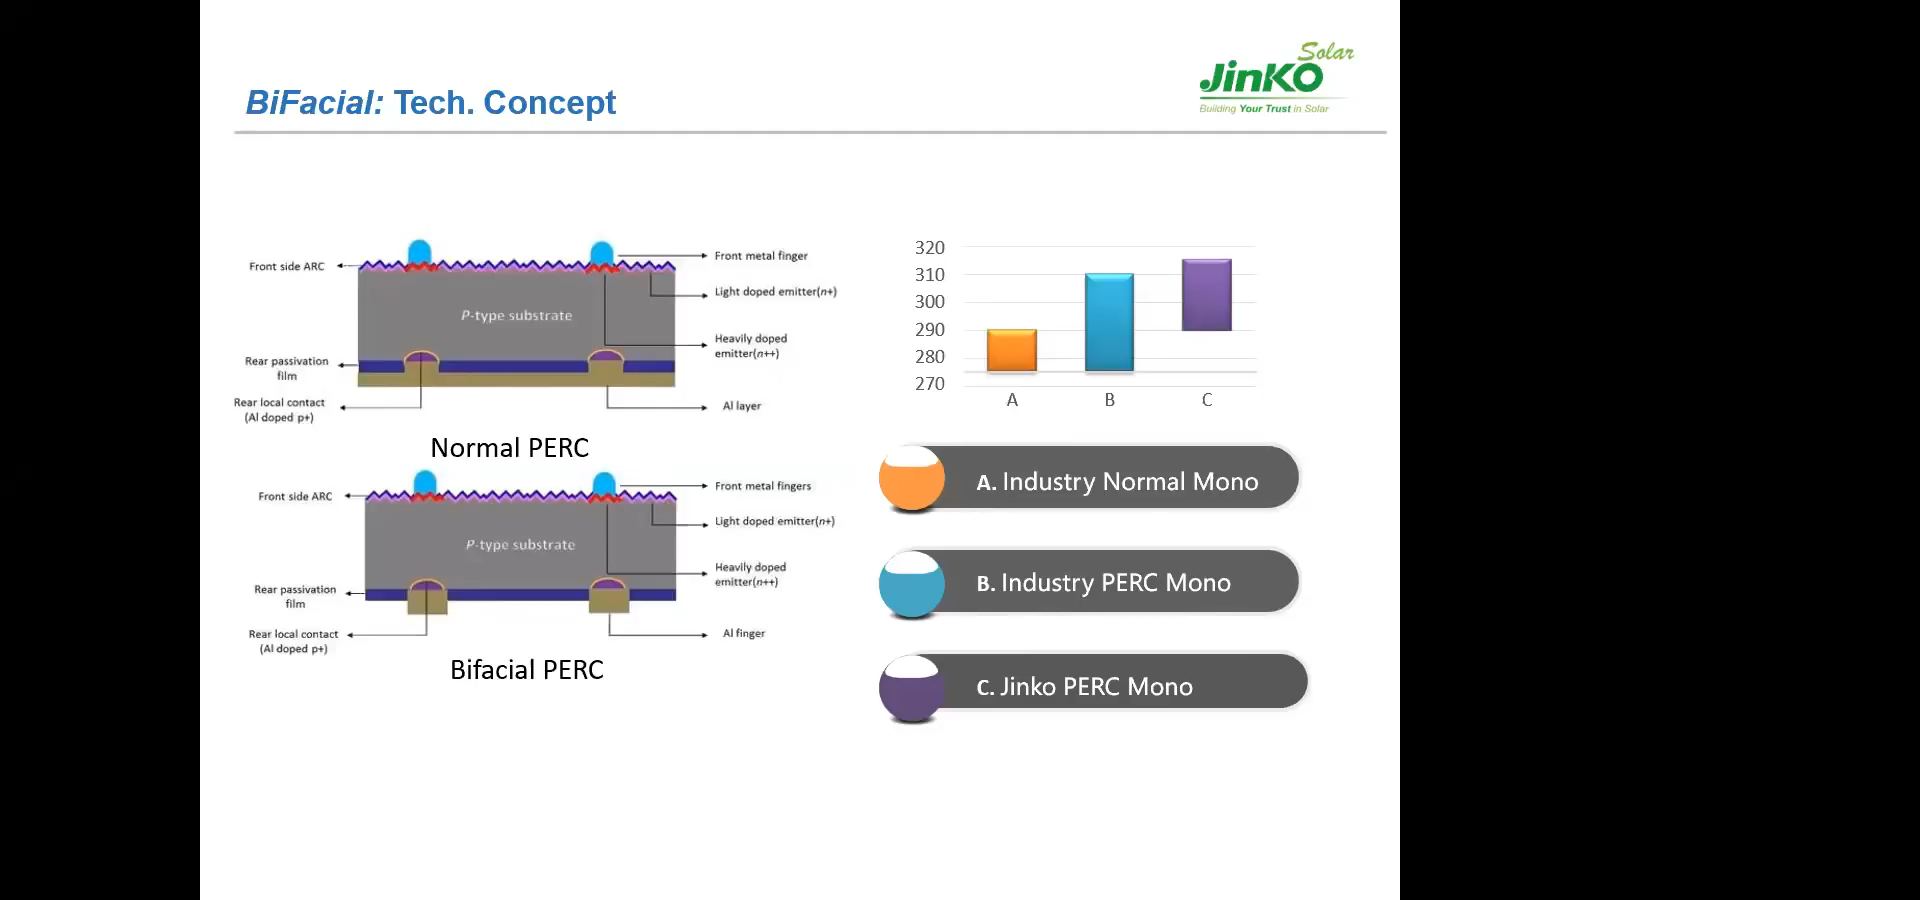 Solar
JinKO
Building Your Trust in Solar
BiFacial: Tech. Concept
Front side ARC
Front metal finger
Light doped emitter(n+)
P-type substrate
Heavily doped
emitter(n++)
Rear passivation
film
Rear local contact
(Al doped p+)
Al layer
Normal PERC
Front side ARC
Front metal fingers
Light doped emitter(n+)
P-type substrate
Heavily doped
emitter(n++)
Rear passivation
film
Rear local contact
(Al doped p+)
Al finger
Bifacial PERC
320
310
300
290
280
270
A
B
C
A. Industry Normal Mono
B. Industry PERC Mono
C. Jinko PERC Mono